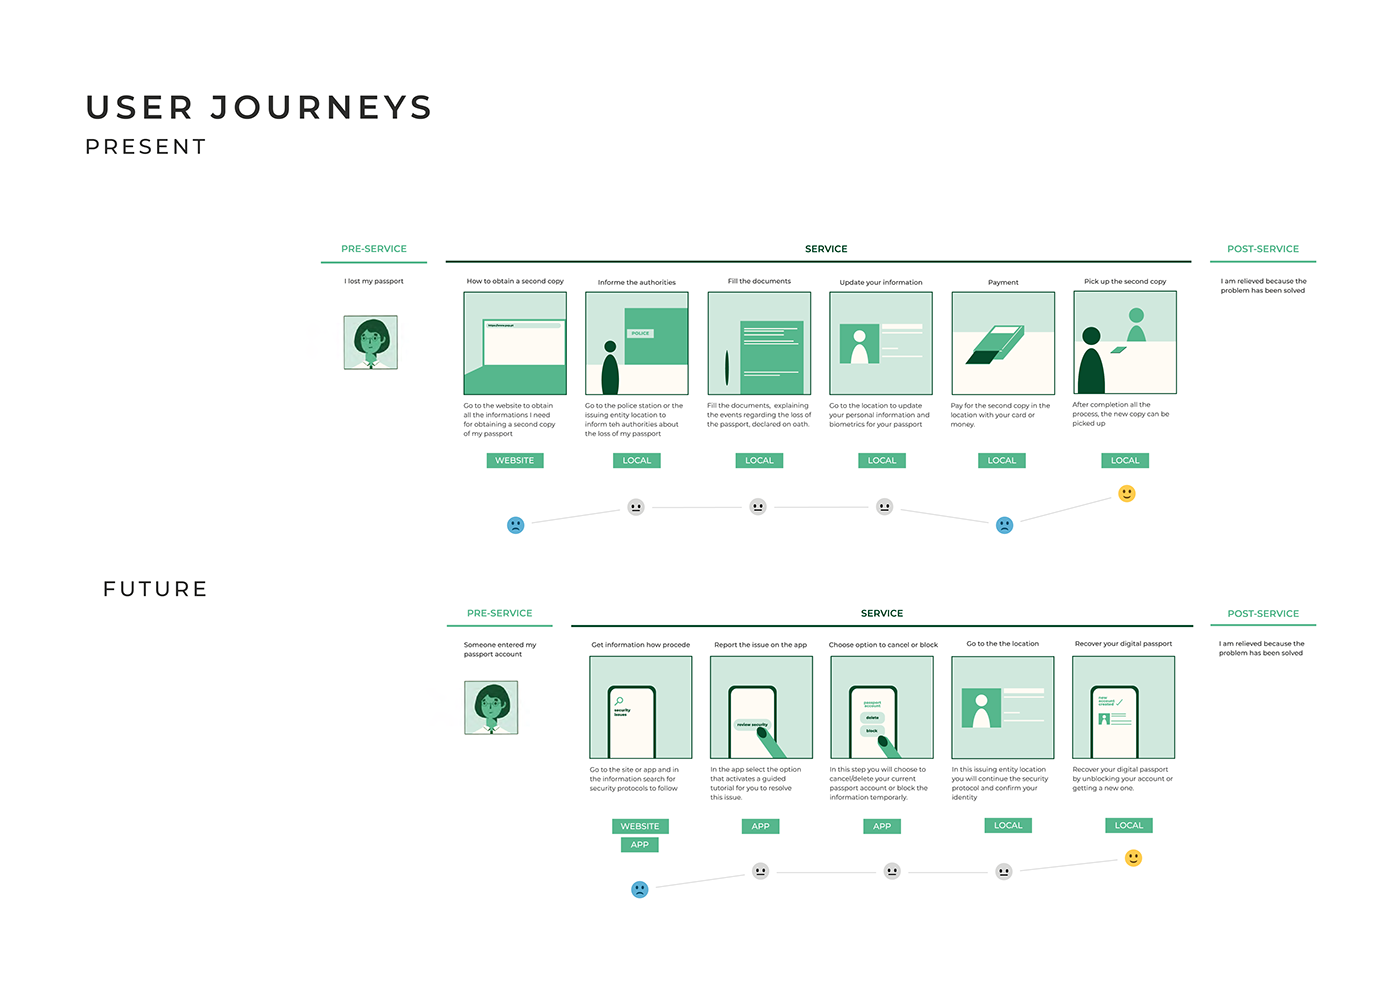 USER JOURNEYS
PRESENT
PRE-SERVICE
SERVICE
POST-SERVICE
I lost my passport
How to obtain a second copy
Informe the authorities
Fill the documents
Update your information
Payment
Pick up the second copy
I am relieved because the
problem has been solved
POLICE
Go to the website to obtain
all the informations I need
for obtaining a second copy
of my passport
Go to the police station or the
issuing entity location to
inform teh authorities about
the loss of my passport
Fill the documents, explaining
the events regarding the loss of
the passport, declared on oath.
Go to the location to update
your personal information and
biometrics for your passport
Pay for the second copy in the
location with your card or
money.
After completion all the
process, the new copy can be
picked up
WEBSITE
LOCAL
LOCAL
LOCAL
LOCAL
LOCAL
FUTURE
PRE-SERVICE
SERVICE
POST-SERVICE
Someone entered my
passport account
Get information how procede
Report the issue on the app
Choose option to cancel or block
Go to the the location
Recover your digital passport
I am relieved because the
problem has been solved
security
issues
review security
passport
account
delete
block
new
account
created
Go to the site or app and in
the information search for
security protocols to follow
In the app select the option
that activates a guided
tutorial for you to resolve
this issue.
In this step you will choose to
cancel/delete your current
passport account or block the
information temporarly.
In this issuing entity location
you will continue the security
protocol and confirm your
identity
Recover your digital passport
by unblocking your account or
getting a new one.
WEBSITE
APP
APP
APP
LOCAL
LOCAL